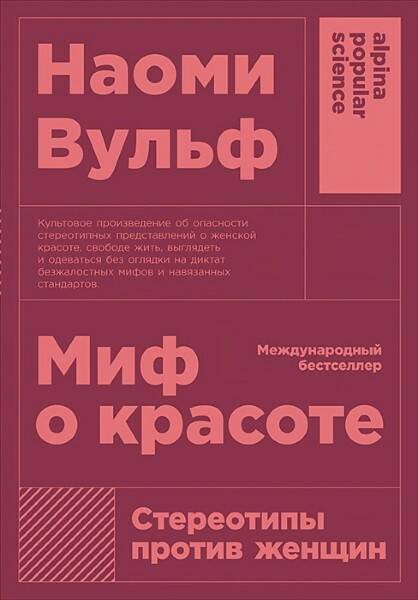 Наоми
Вульф
alpina
popular
science
Культовое произведение об опасности
стереотипных представлений о женской
красоте, свободе жить, выглядеть
и одеваться без оглядки на диктат
безжалостных мифов и навязанных
стандартов.
Миф
о красоте
Международный
бестселлер
Стереотипы
против женщин